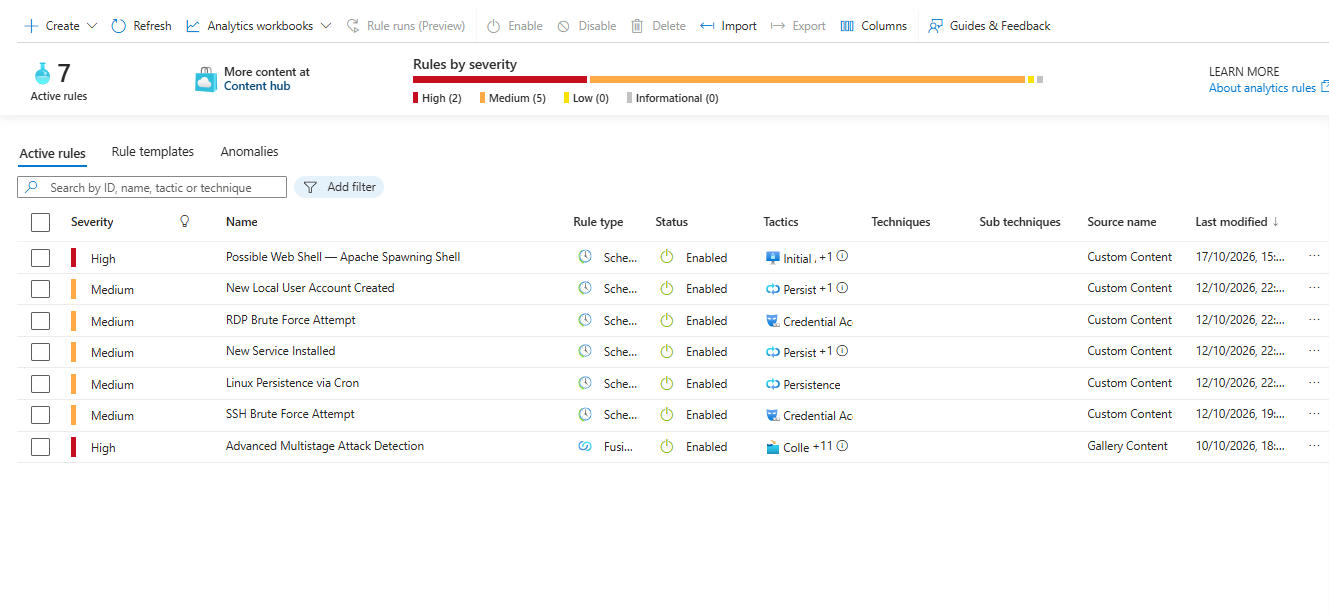 Create Refresh Analytics workbooks Rule runs (Preview) Enable Disable Delete Import Export Columns Guides & Feedback
7
Active rules
More content at
Content hub
Rules by severity
High (2) Medium (5) Low (0) Informational (0)
LEARN MORE
About analytics rules
Active rules Rule templates Anomalies
Search by ID, name, tactic or technique Add filter
Severity Name Rule type Status Tactics Techniques Sub techniques Source name Last modified ↓
High Possible Web Shell — Apache Spawning Shell Sche... Enabled Initial +1 Custom Content 17/10/2026, 15:... ...
Medium New Local User Account Created Sche... Enabled Persist +1 Custom Content 12/10/2026, 22:... ...
Medium RDP Brute Force Attempt Sche... Enabled Credential Ac Custom Content 12/10/2026, 22:... ...
Medium New Service Installed Sche... Enabled Persist +1 Custom Content 12/10/2026, 22:... ...
Medium Linux Persistence via Cron Sche... Enabled Persistence Custom Content 12/10/2026, 22:... ...
Medium SSH Brute Force Attempt Sche... Enabled Credential Ac Custom Content 12/10/2026, 19:... ...
High Advanced Multistage Attack Detection Fusi... Enabled Colle +11 Gallery Content 10/10/2026, 18:... ...